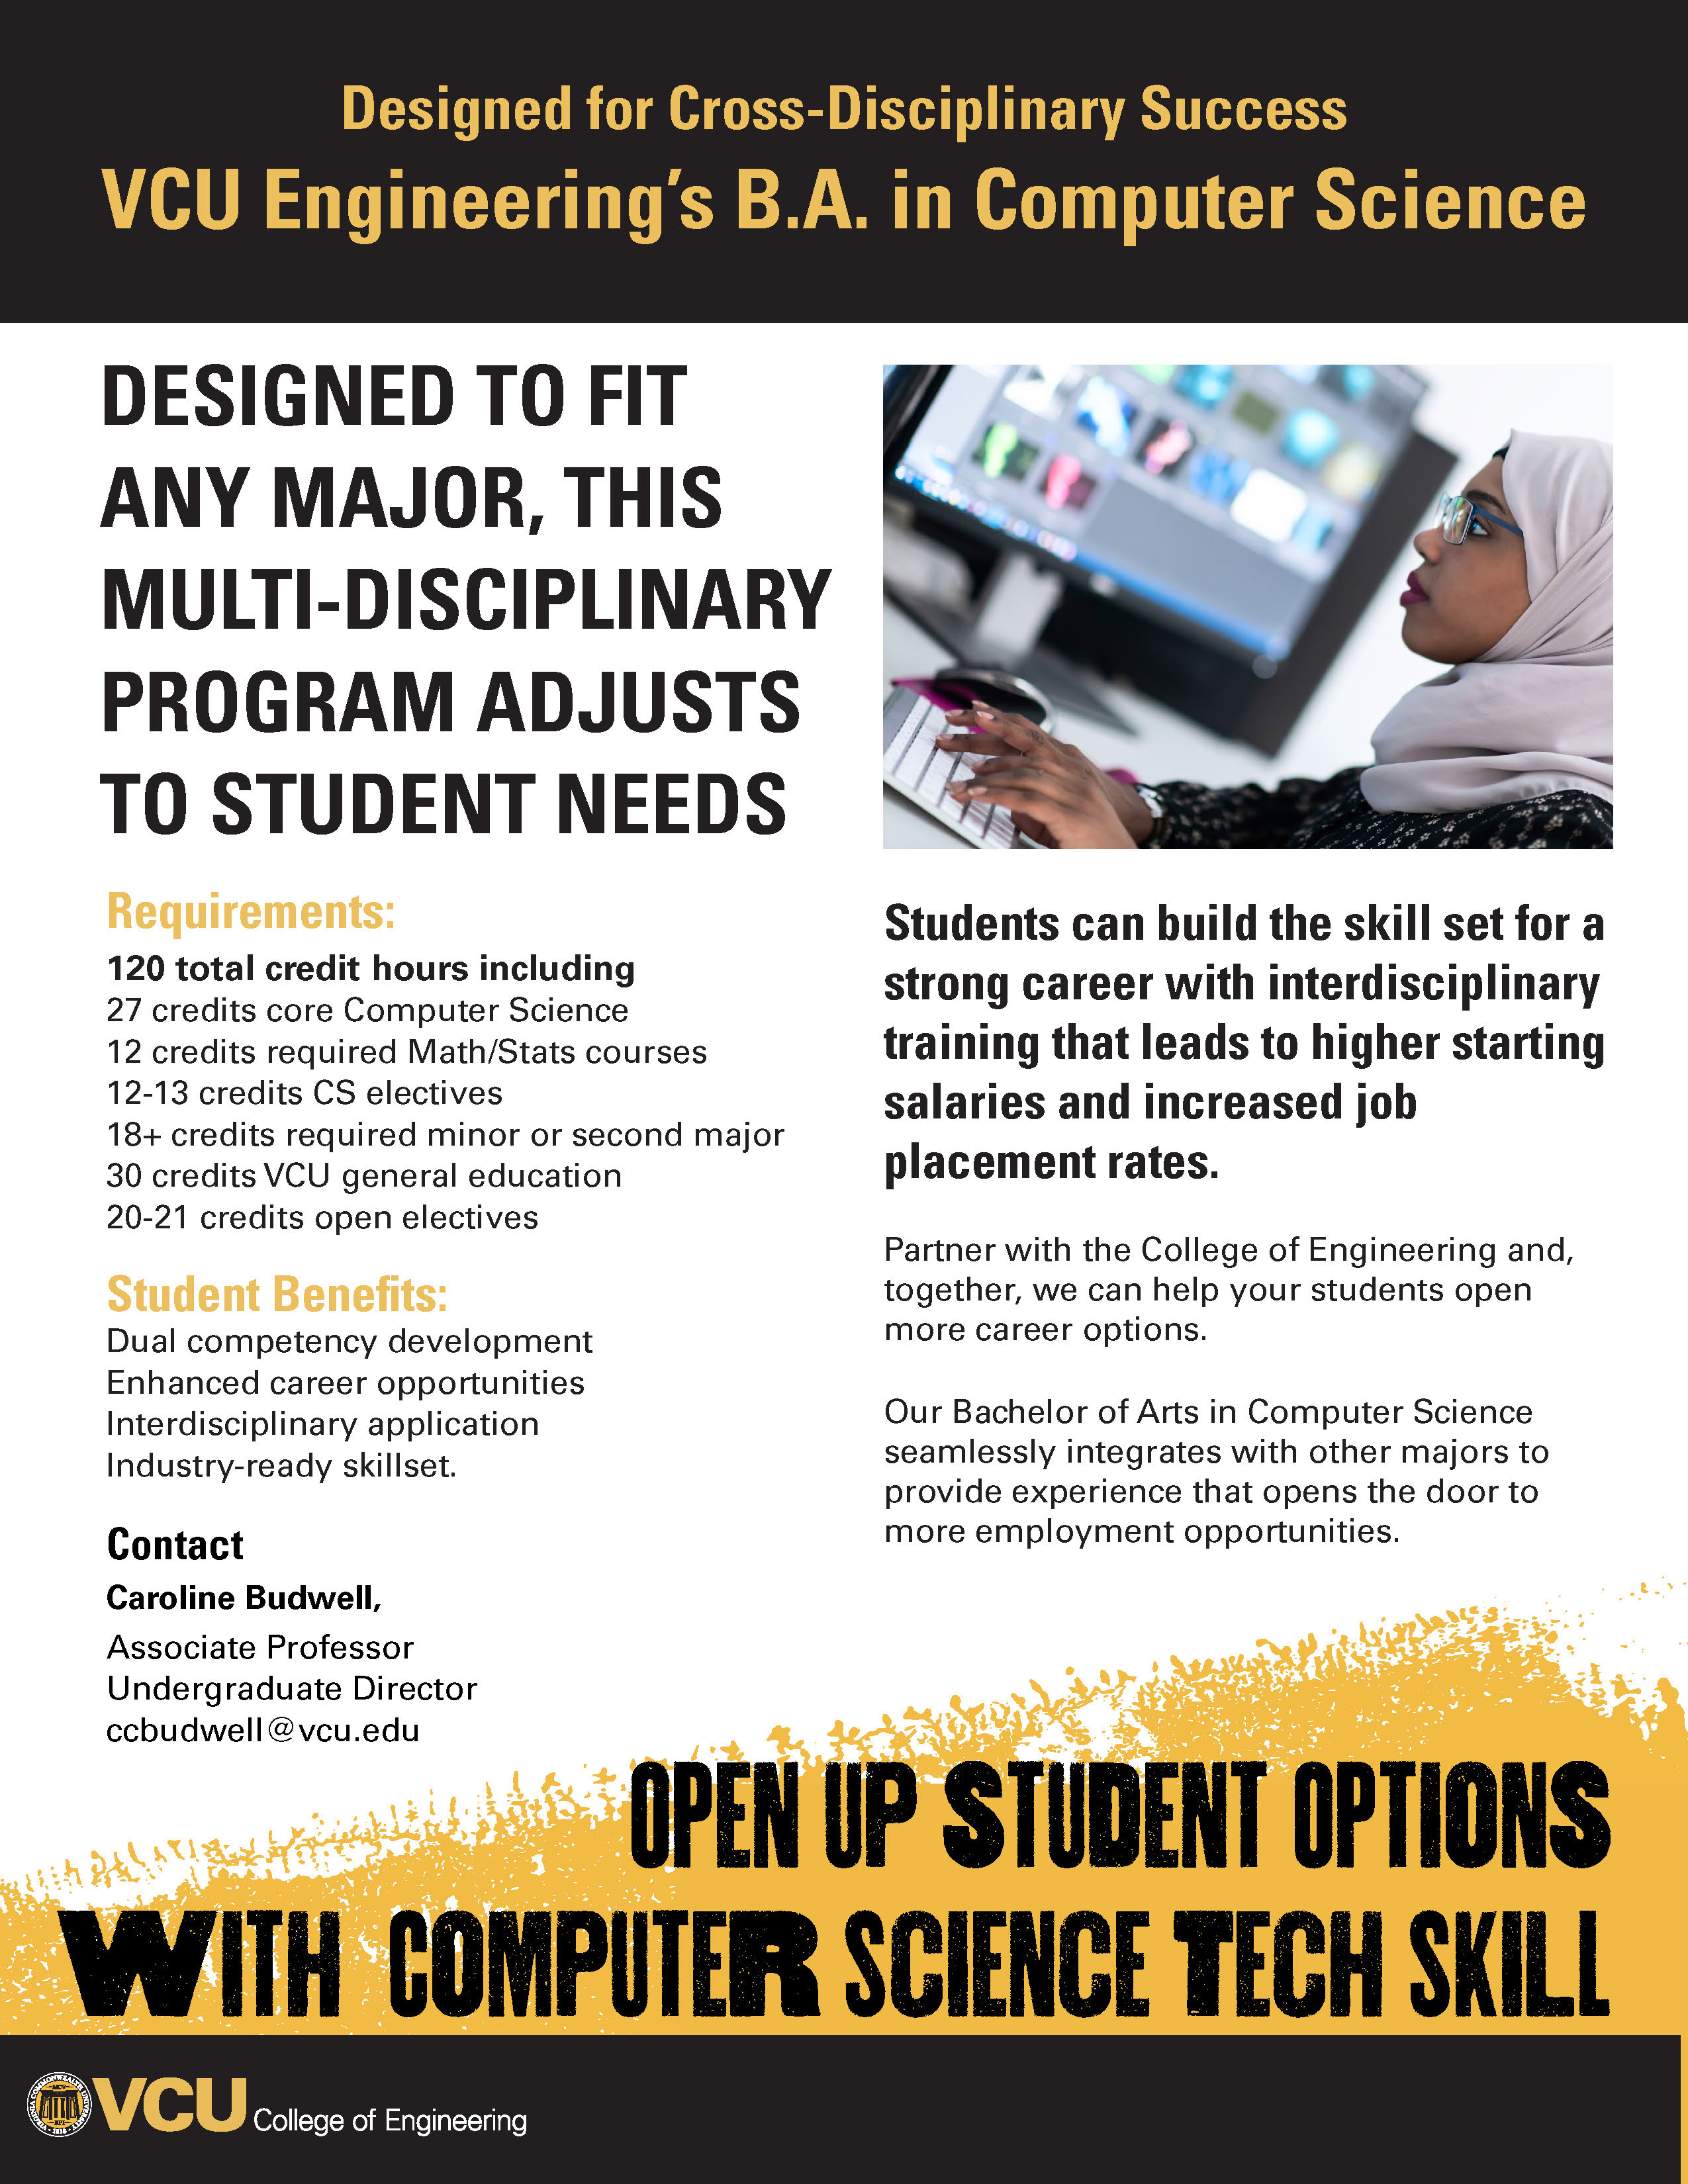 Designed for Cross-Disciplinary Success
VCU Engineering’s B.A. in Computer Science
DESIGNED TO FIT
ANY MAJOR, THIS
MULTI-DISCIPLINARY
PROGRAM ADJUSTS
TO STUDENT NEEDS
Requirements:
120 total credit hours including
27 credits core Computer Science
12 credits required Math/Stats courses
12-13 credits CS electives
18+ credits required minor or second major
30 credits VCU general education
20-21 credits open electives
Student Benefits:
Dual competency development
Enhanced career opportunities
Interdisciplinary application
Industry-ready skillset.
Contact
Caroline Budwell,
Associate Professor
Undergraduate Director
ccbudwell@vcu.edu
Students can build the skill set for a
strong career with interdisciplinary
training that leads to higher starting
salaries and increased job
placement rates.
Partner with the College of Engineering and,
together, we can help your students open
more career options.
Our Bachelor of Arts in Computer Science
seamlessly integrates with other majors to
provide experience that opens the door to
more employment opportunities.
OPEN UP STUDENT OPTIONS
WITH COMPUTER SCIENCE TECH SKILL
VIRGINIA COMMONWEALTH UNIVERSITY
MCV
RPI
1838
VCU College of Engineering